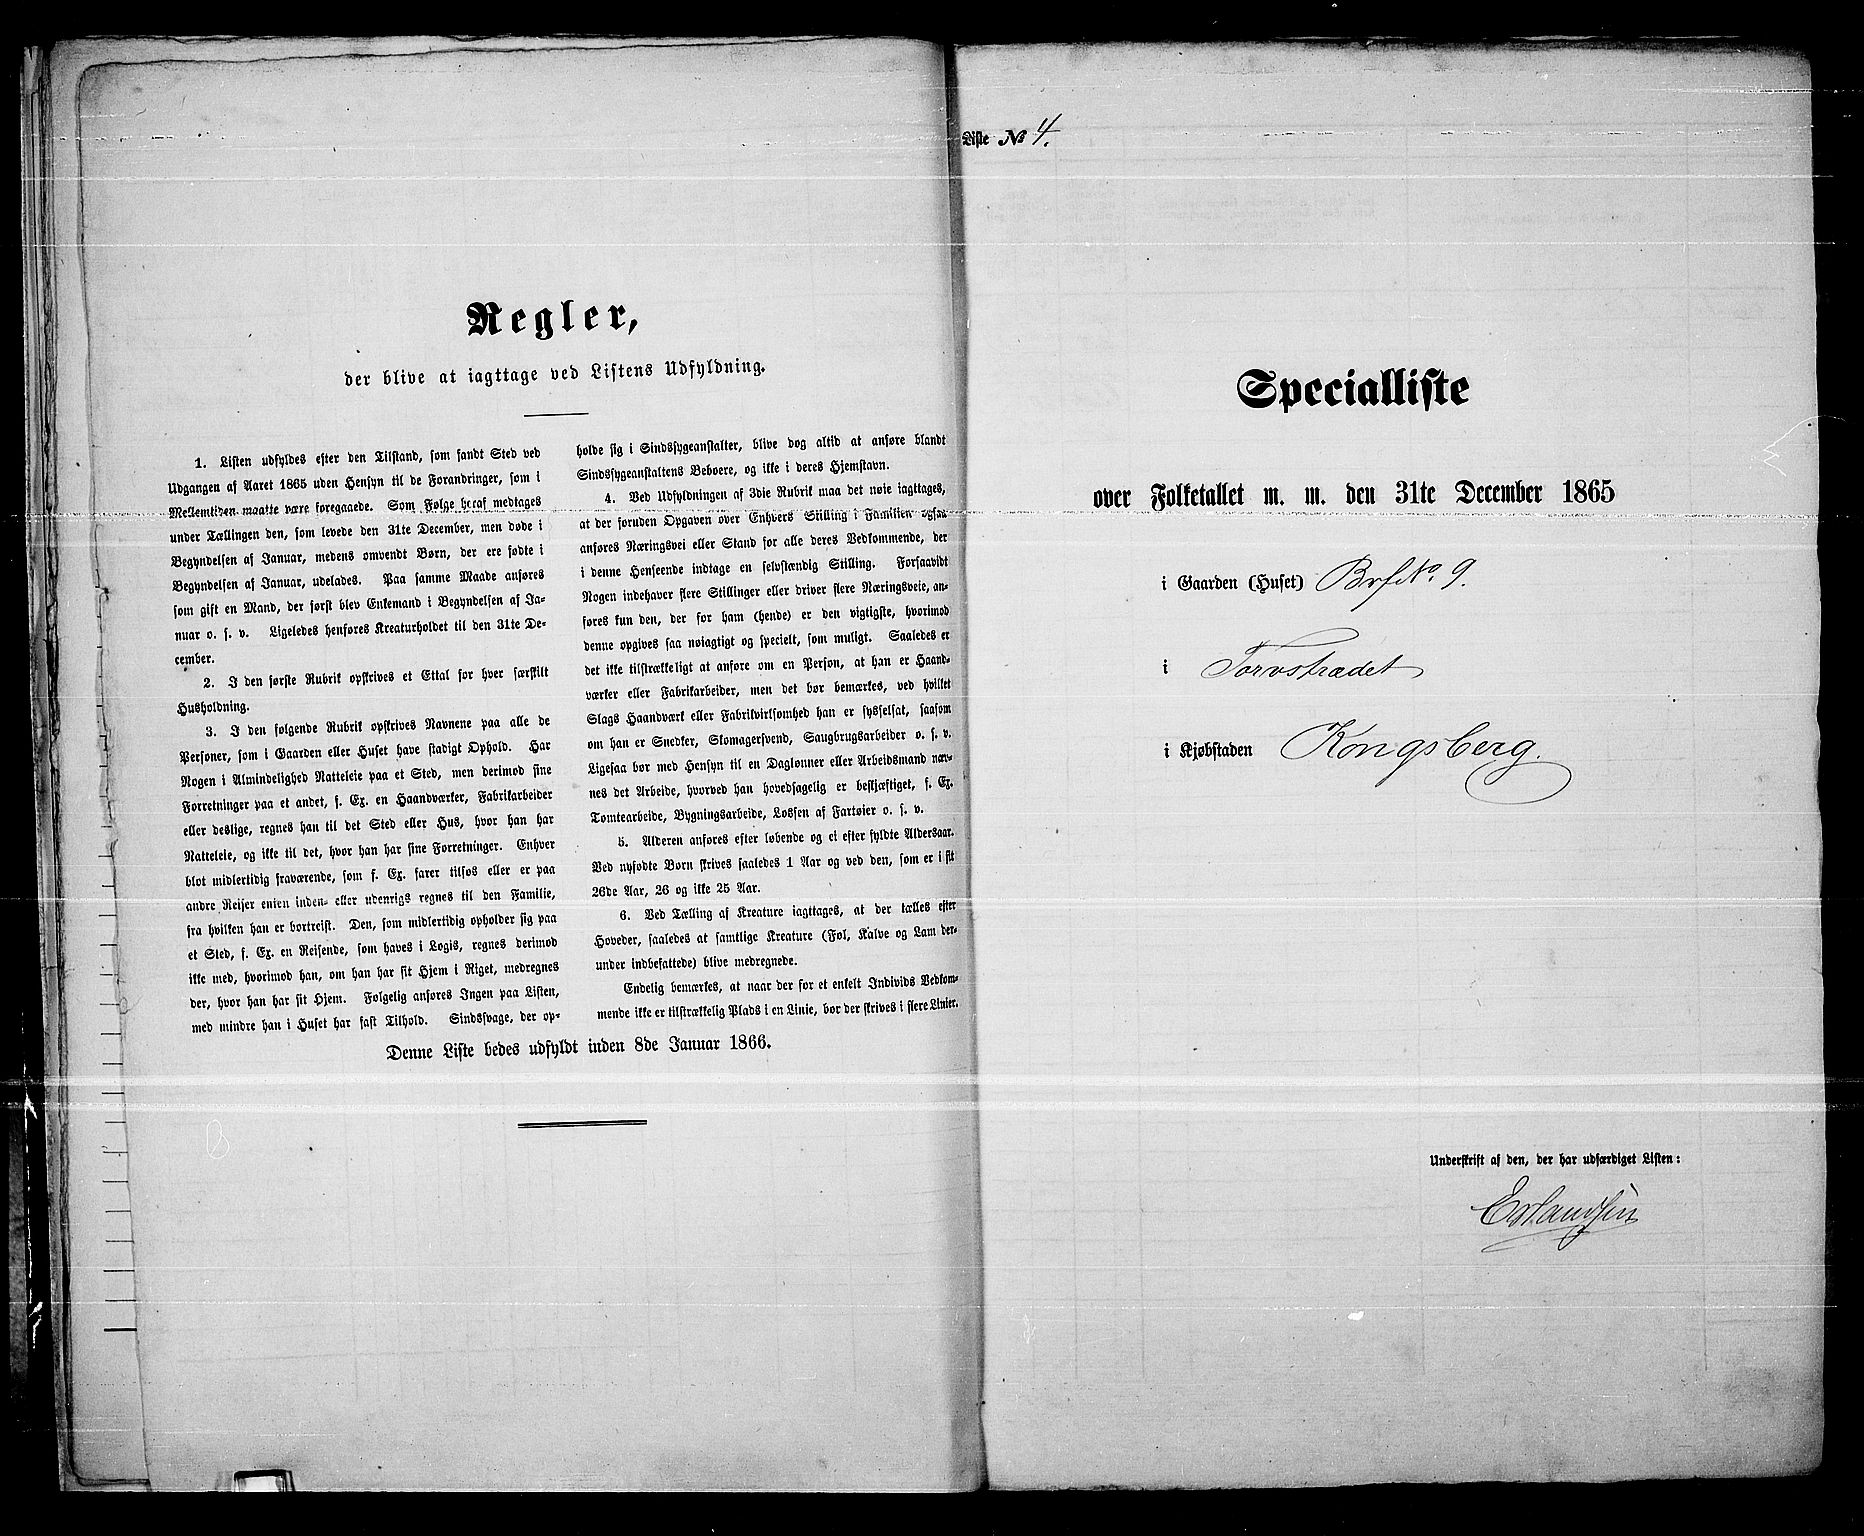 Regler,
der blive at iagttage ved Listens Udfyldning.
1. Listen udfyldes efter den Tilstand, som fandt Sted ved
Udgangen af Aaret 1865 uden Hensyn til de Forandringer, som i
Mellemtiden maatte være foregaaede. Som Følge heraf medtages
under Tællingen den, som levede den 31te December, men døde i
Begyndelsen af Januar, medens omvendt Børn, der ere fødte i
Begyndelsen af Januar, udelades. Paa samme Maade anføres
som gift en Mand, der først blev Enkemand i Begyndelsen af Ja-
nuar o. s. v. Ligeledes henføres Kreaturholdet til den 31te De-
cember.
2. I den første Rubrik opskrives et Ettal for hver særskilt
Husholdning.
3. I den følgende Rubrik opskrives Navnene paa alle de
Personer, som i Gaarden eller Huset have stadigt Ophold. Har
Nogen i Almindelighed Natteleie paa et Sted, men derimod sine
Forretninger paa et andet, f. Ex. en Haandværker, Fabrikarbeider
eller deslige, regnes han til det Sted eller Hus, hvor han har
Natteleie, og ikke til det, hvor han har sine Forretninger. Enhver
blot midlertidig fraværende, som f. Ex. farer tilsøs eller er paa
andre Reiser enten inden- eller udenrigs regnes til den Familie,
fra hvilken han er bortreist. Den, som midlertidig opholder sig paa
et Sted, f. Ex. en Reisende, som haves i Logis, regnes derimod
ikke med, hvorimod han, om han har sit Hjem i Riget, medregnes
der, hvor han har sit Hjem. Følgelig anføres Ingen paa Listen,
med mindre han i Huset har fast Tilhold. Sindssvage, der op-
holde sig i Sindssygeanstalter, blive dog altid at anføre blandt
Sindssygeanstaltens Beboere, og ikke i deres Hjemstavn.
4. Ved Udfyldningen af 3die Rubrik maa det nøie iagttages,
at der foruden Opgaven over Enhvers Stilling i Familien ogsaa
anføres Næringsvei eller Stand for alle deres Vedkommende, der
i denne Henseende indtage en selvstændig Stilling. Forsaavidt
Nogen indehaver flere Stillinger eller driver flere Næringsveie, an-
føres kun den, der for ham (hende) er den vigtigste, hvorimod
denne opgives saa nøiagtigt og specielt, som muligt. Saaledes er
det ikke tilstrækkeligt at anføre om en Person, at han er Haand-
værker eller Fabrikarbeider, men det bør bemærkes, ved hvilket
Slags Haandværk eller Fabrikvirksomhed han er sysselsat, saasom
om han er Snedker, Skomagersvend, Saugbrugsarbeider o. s. v.
Ligesaa bør med Hensyn til en Daglønner eller Arbeidsmand næv-
nes det Arbeide, hvorved han hovedsagelig er beskjæftiget, f. Ex.
Tomtearbeide, Bygningsarbeide, Lossen af Fartøier o. s. v.
5. Alderen anføres efter løbende og ei efter fyldte Aldersaar.
Ved nyfødte Børn skrives saaledes 1 Aar og ved den, som er i sit
26de Aar, 26 og ikke 25 Aar.
6. Ved Tælling af Kreature iagttages, at der tælles efter
Hoveder, saaledes at samtlige Kreature (Føl, Kalve og Lam der-
under indbefattede) blive medregnede.
Endelig bemærkes, at naar der for et enkelt Individs Vedkom-
mende ikke er tilstrækkelig Plads i en Linie, bør der skrives i flere Linier.
Denne Liste bedes udfyldt inden 8de Januar 1866.
Liste № 4.
Specialliste
over Folketallet m. m. den 31te December 1865
i Gaarden (Huset) Brf. No. 9.
i Torvstrædet
i Kjøbstaden Kongsberg.
Underskrift af den, der har udfærdiget Listen:
Erlandsen